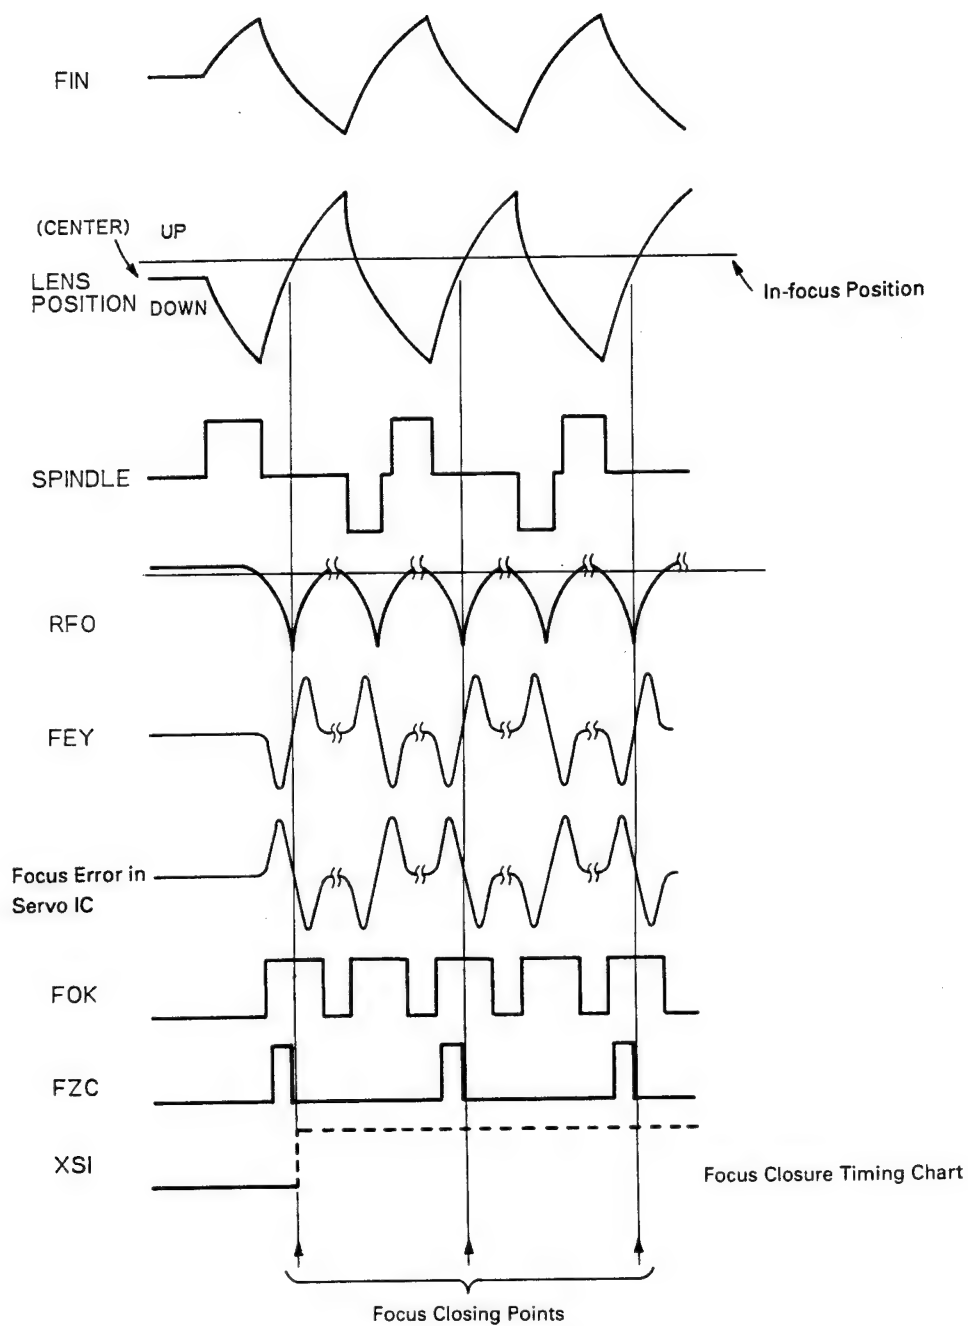 FIN
(CENTER) UP
LENS
POSITION DOWN
In-focus Position
SPINDLE
RFO
FEY
Focus Error in
Servo IC
FOK
FZC
XSI
Focus Closure Timing Chart
Focus Closing Points